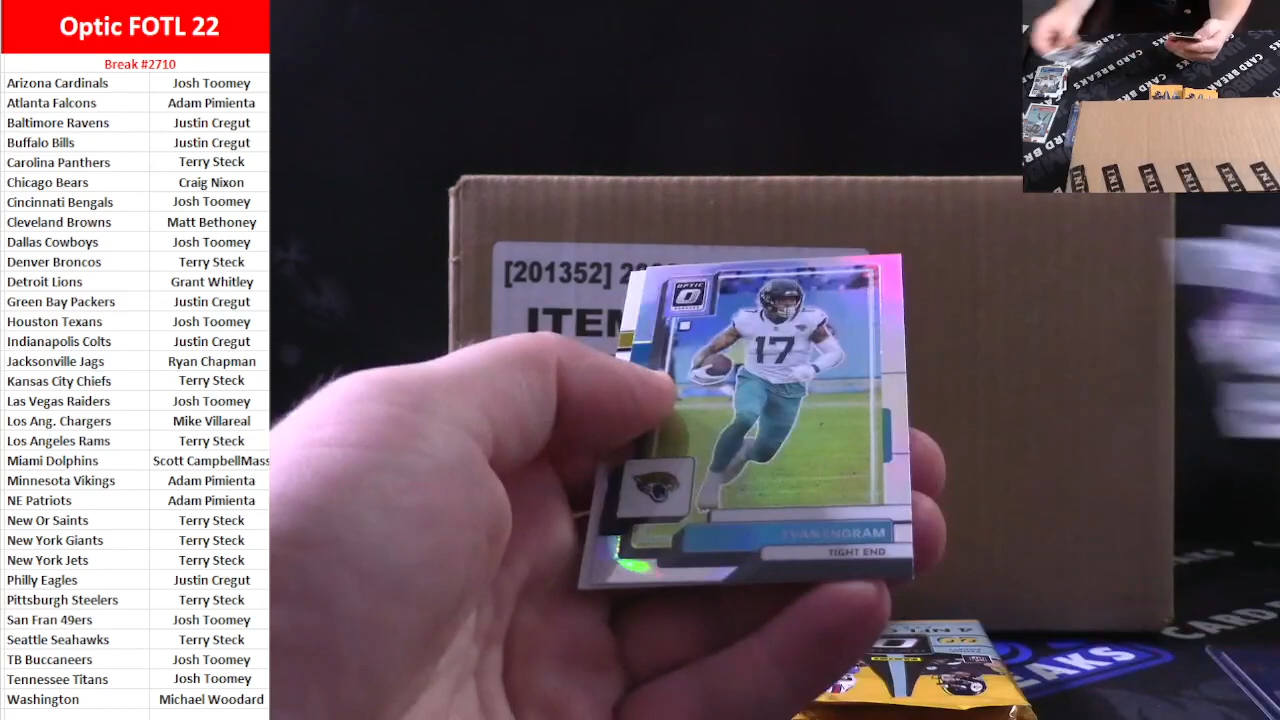 Optic FOTL 22
Break #2710
Arizona Cardinals Josh Toomey
Atlanta Falcons Adam Pimienta
Baltimore Ravens Justin Cregut
Buffalo Bills Justin Cregut
Carolina Panthers Terry Steck
Chicago Bears Craig Nixon
Cincinnati Bengals Josh Toomey
Cleveland Browns Matt Bethoney
Dallas Cowboys Josh Toomey
Denver Broncos Terry Steck
Detroit Lions Grant Whitley
Green Bay Packers Justin Cregut
Houston Texans Josh Toomey
Indianapolis Colts Justin Cregut
Jacksonville Jags Ryan Chapman
Kansas City Chiefs Terry Steck
Las Vegas Raiders Josh Toomey
Los Ang. Chargers Mike Villareal
Los Angeles Rams Terry Steck
Miami Dolphins Scott CampbellMass
Minnesota Vikings Adam Pimienta
NE Patriots Adam Pimienta
New Or Saints Terry Steck
New York Giants Terry Steck
New York Jets Terry Steck
Philly Eagles Justin Cregut
Pittsburgh Steelers Terry Steck
San Fran 49ers Josh Toomey
Seattle Seahawks Terry Steck
TB Buccaneers Josh Toomey
Tennessee Titans Josh Toomey
Washington Michael Woodard
CARD BREAKS
[201352]
ITEM
OPTIC
17
EVAN ENGRAM
TIGHT END
PANINI
BREAKS
CARD